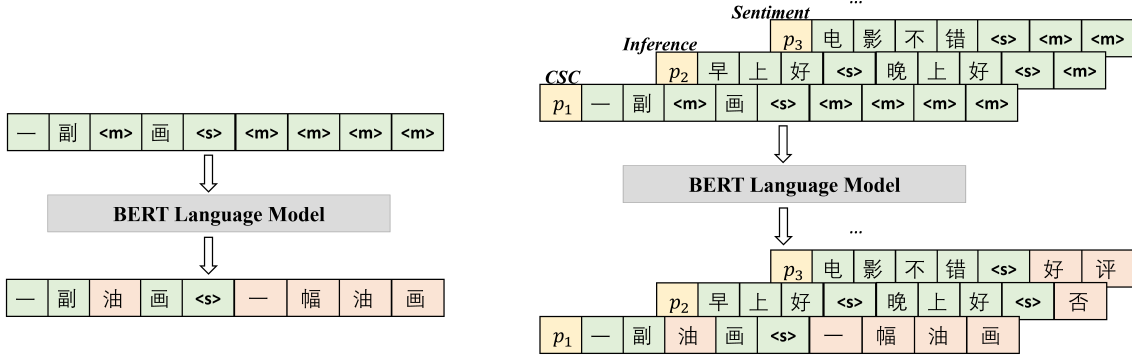 一 副 <m> 画 <s> <m> <m> <m> <m>
BERT Language Model
一 副 油 画 <s> 一 幅 油 画
...
Sentiment
p3 电 影 不 错 <s> <m> <m>
Inference
p2 早 上 好 <s> 晚 上 好 <s> <m>
CSC
p1 一 副 <m> 画 <s> <m> <m> <m> <m>
BERT Language Model
...
p3 电 影 不 错 <s> 好 评
p2 早 上 好 <s> 晚 上 好 <s> 否
p1 一 副 油 画 <s> 一 幅 油 画